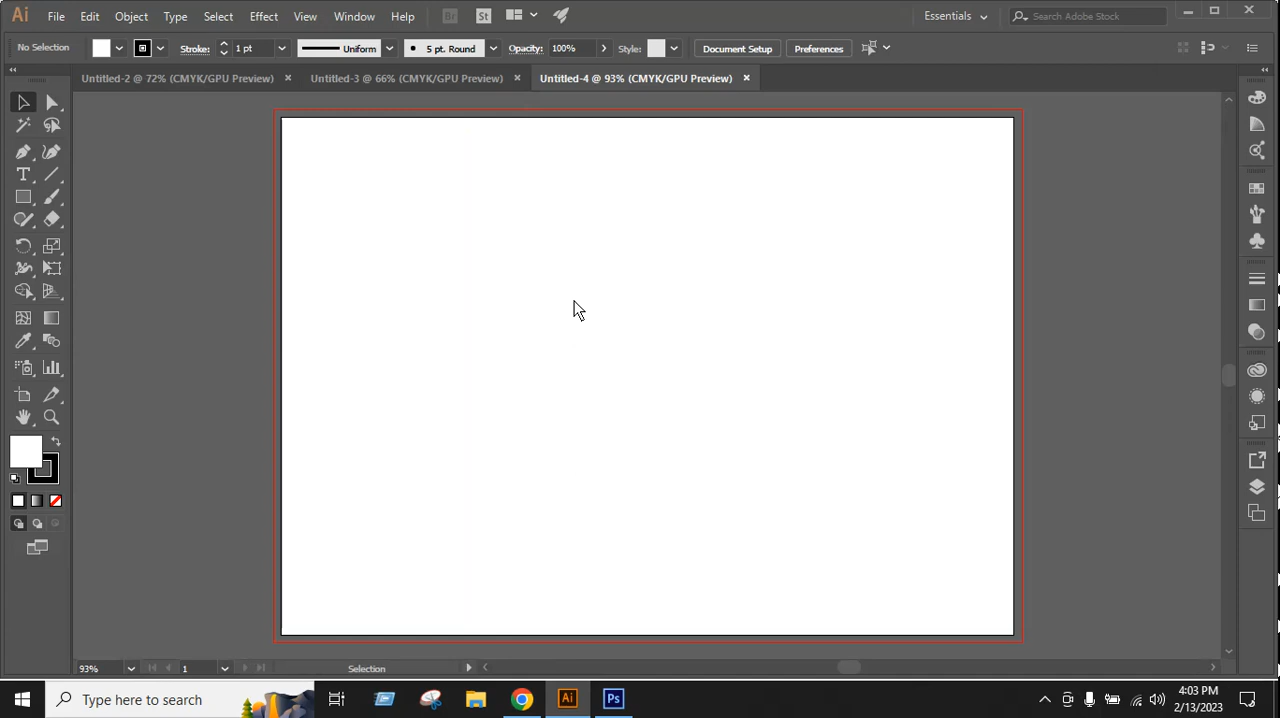 Ai File Edit Object Type Select Effect View Window Help Br St Essentials Search Adobe Stock
No Selection Stroke: 1 pt Uniform 5 pt. Round Opacity: 100% Style: Document Setup Preferences
Untitled-2 @ 72% (CMYK/GPU Preview) × Untitled-3 @ 66% (CMYK/GPU Preview) × Untitled-4 @ 93% (CMYK/GPU Preview) ×
93% 1 Selection
Type here to search Ai Ps 4:03 PM
2/13/2023